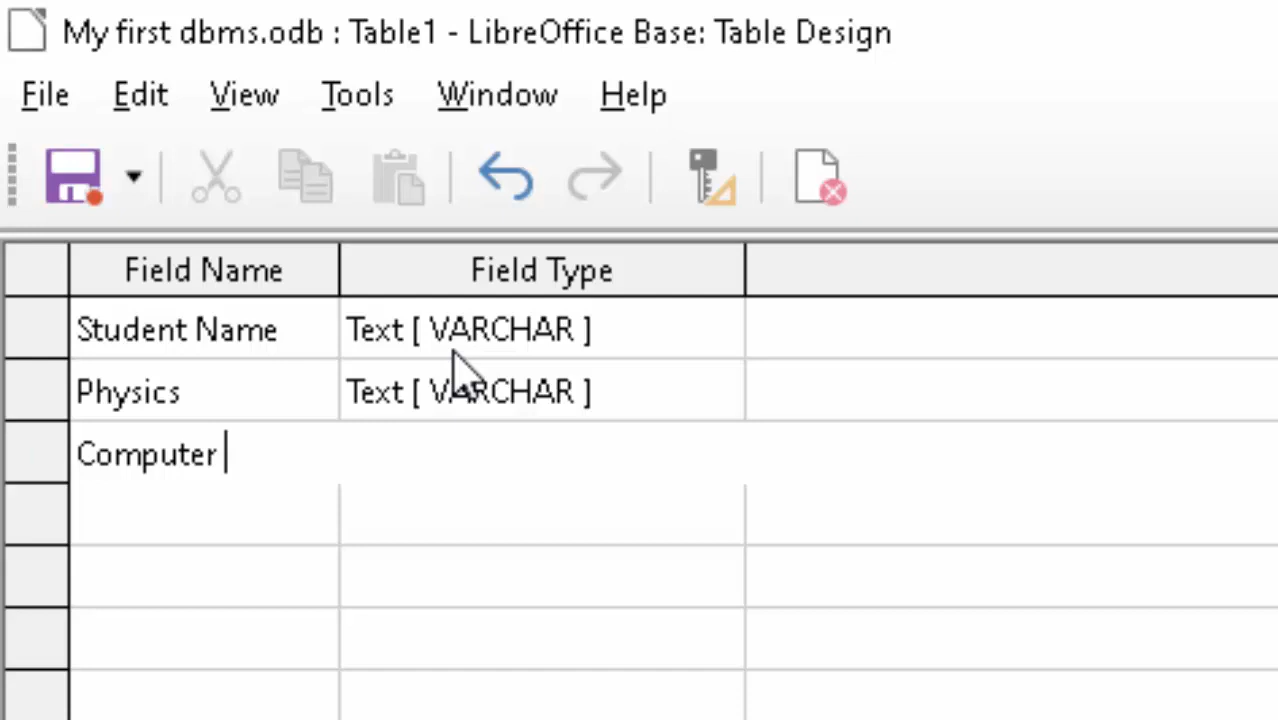 My first dbms.odb : Table1 - LibreOffice Base: Table Design
File Edit View Tools Window Help
Field Name Field Type
Student Name Text [ VARCHAR ]
Physics Text [ VARCHAR ]
Computer